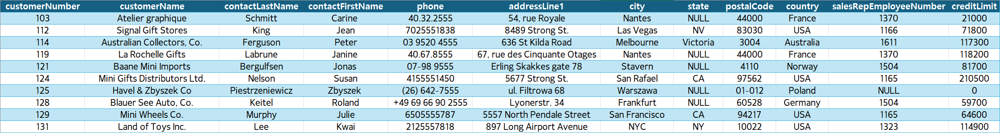 customerNumber customerName contactLastName contactFirstName phone addressLine1 city state postalCode country salesRepEmployeeNumber creditLimit
103 Atelier graphique Schmitt Carine 40.32.2555 54, rue Royale Nantes NULL 44000 France 1370 21000
112 Signal Gift Stores King Jean 7025551838 8489 Strong St. Las Vegas NV 83030 USA 1166 71800
114 Australian Collectors, Co. Ferguson Peter 03 9520 4555 636 St Kilda Road Melbourne Victoria 3004 Australia 1611 117300
119 La Rochelle Gifts Labrune Janine 40.67.8555 67, rue des Cinquante Otages Nantes NULL 44000 France 1370 118200
121 Baane Mini Imports Bergulfsen Jonas 07-98 9555 Erling Skakkes gate 78 Stavern NULL 4110 Norway 1504 81700
124 Mini Gifts Distributors Ltd. Nelson Susan 4155551450 5677 Strong St. San Rafael CA 97562 USA 1165 210500
125 Havel & Zbyszek Co Piestrzeniewicz Zbyszek (26) 642-7555 ul. Filtrowa 68 Warszawa NULL 01-012 Poland NULL 0
128 Blauer See Auto, Co. Keitel Roland +49 69 66 90 2555 Lyonerstr. 34 Frankfurt NULL 60528 Germany 1504 59700
129 Mini Wheels Co. Murphy Julie 6505555787 5557 North Pendale Street San Francisco CA 94217 USA 1165 64600
131 Land of Toys Inc. Lee Kwai 2125557818 897 Long Airport Avenue NYC NY 10022 USA 1323 114900